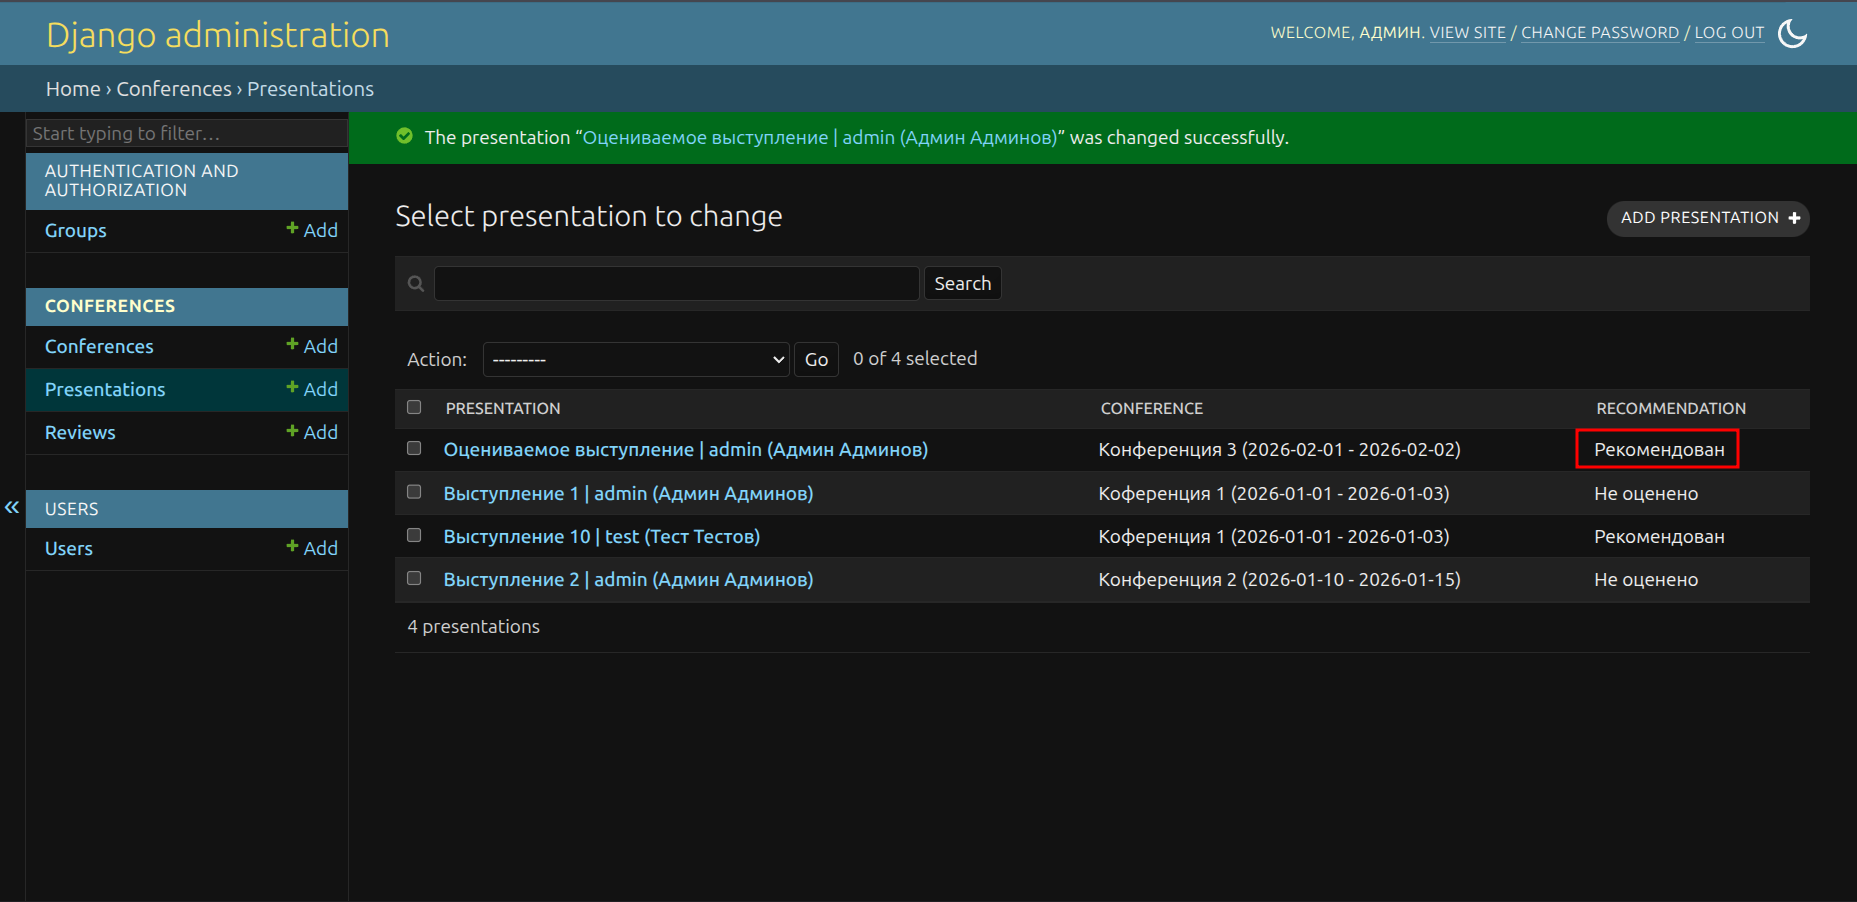 Django administration
WELCOME, АДМИН. VIEW SITE / CHANGE PASSWORD / LOG OUT
Home › Conferences › Presentations
Start typing to filter…
AUTHENTICATION AND
AUTHORIZATION
Groups + Add
CONFERENCES
Conferences + Add
Presentations + Add
Reviews + Add
«
USERS
Users + Add
The presentation “Оцениваемое выступление | admin (Админ Админов)” was changed successfully.
Select presentation to change
ADD PRESENTATION +
Search
Action: --------- Go 0 of 4 selected
PRESENTATION CONFERENCE RECOMMENDATION
Оцениваемое выступление | admin (Админ Админов) Конференция 3 (2026-02-01 - 2026-02-02) Рекомендован
Выступление 1 | admin (Админ Админов) Коференция 1 (2026-01-01 - 2026-01-03) Не оценено
Выступление 10 | test (Тест Тестов) Коференция 1 (2026-01-01 - 2026-01-03) Рекомендован
Выступление 2 | admin (Админ Админов) Конференция 2 (2026-01-10 - 2026-01-15) Не оценено
4 presentations